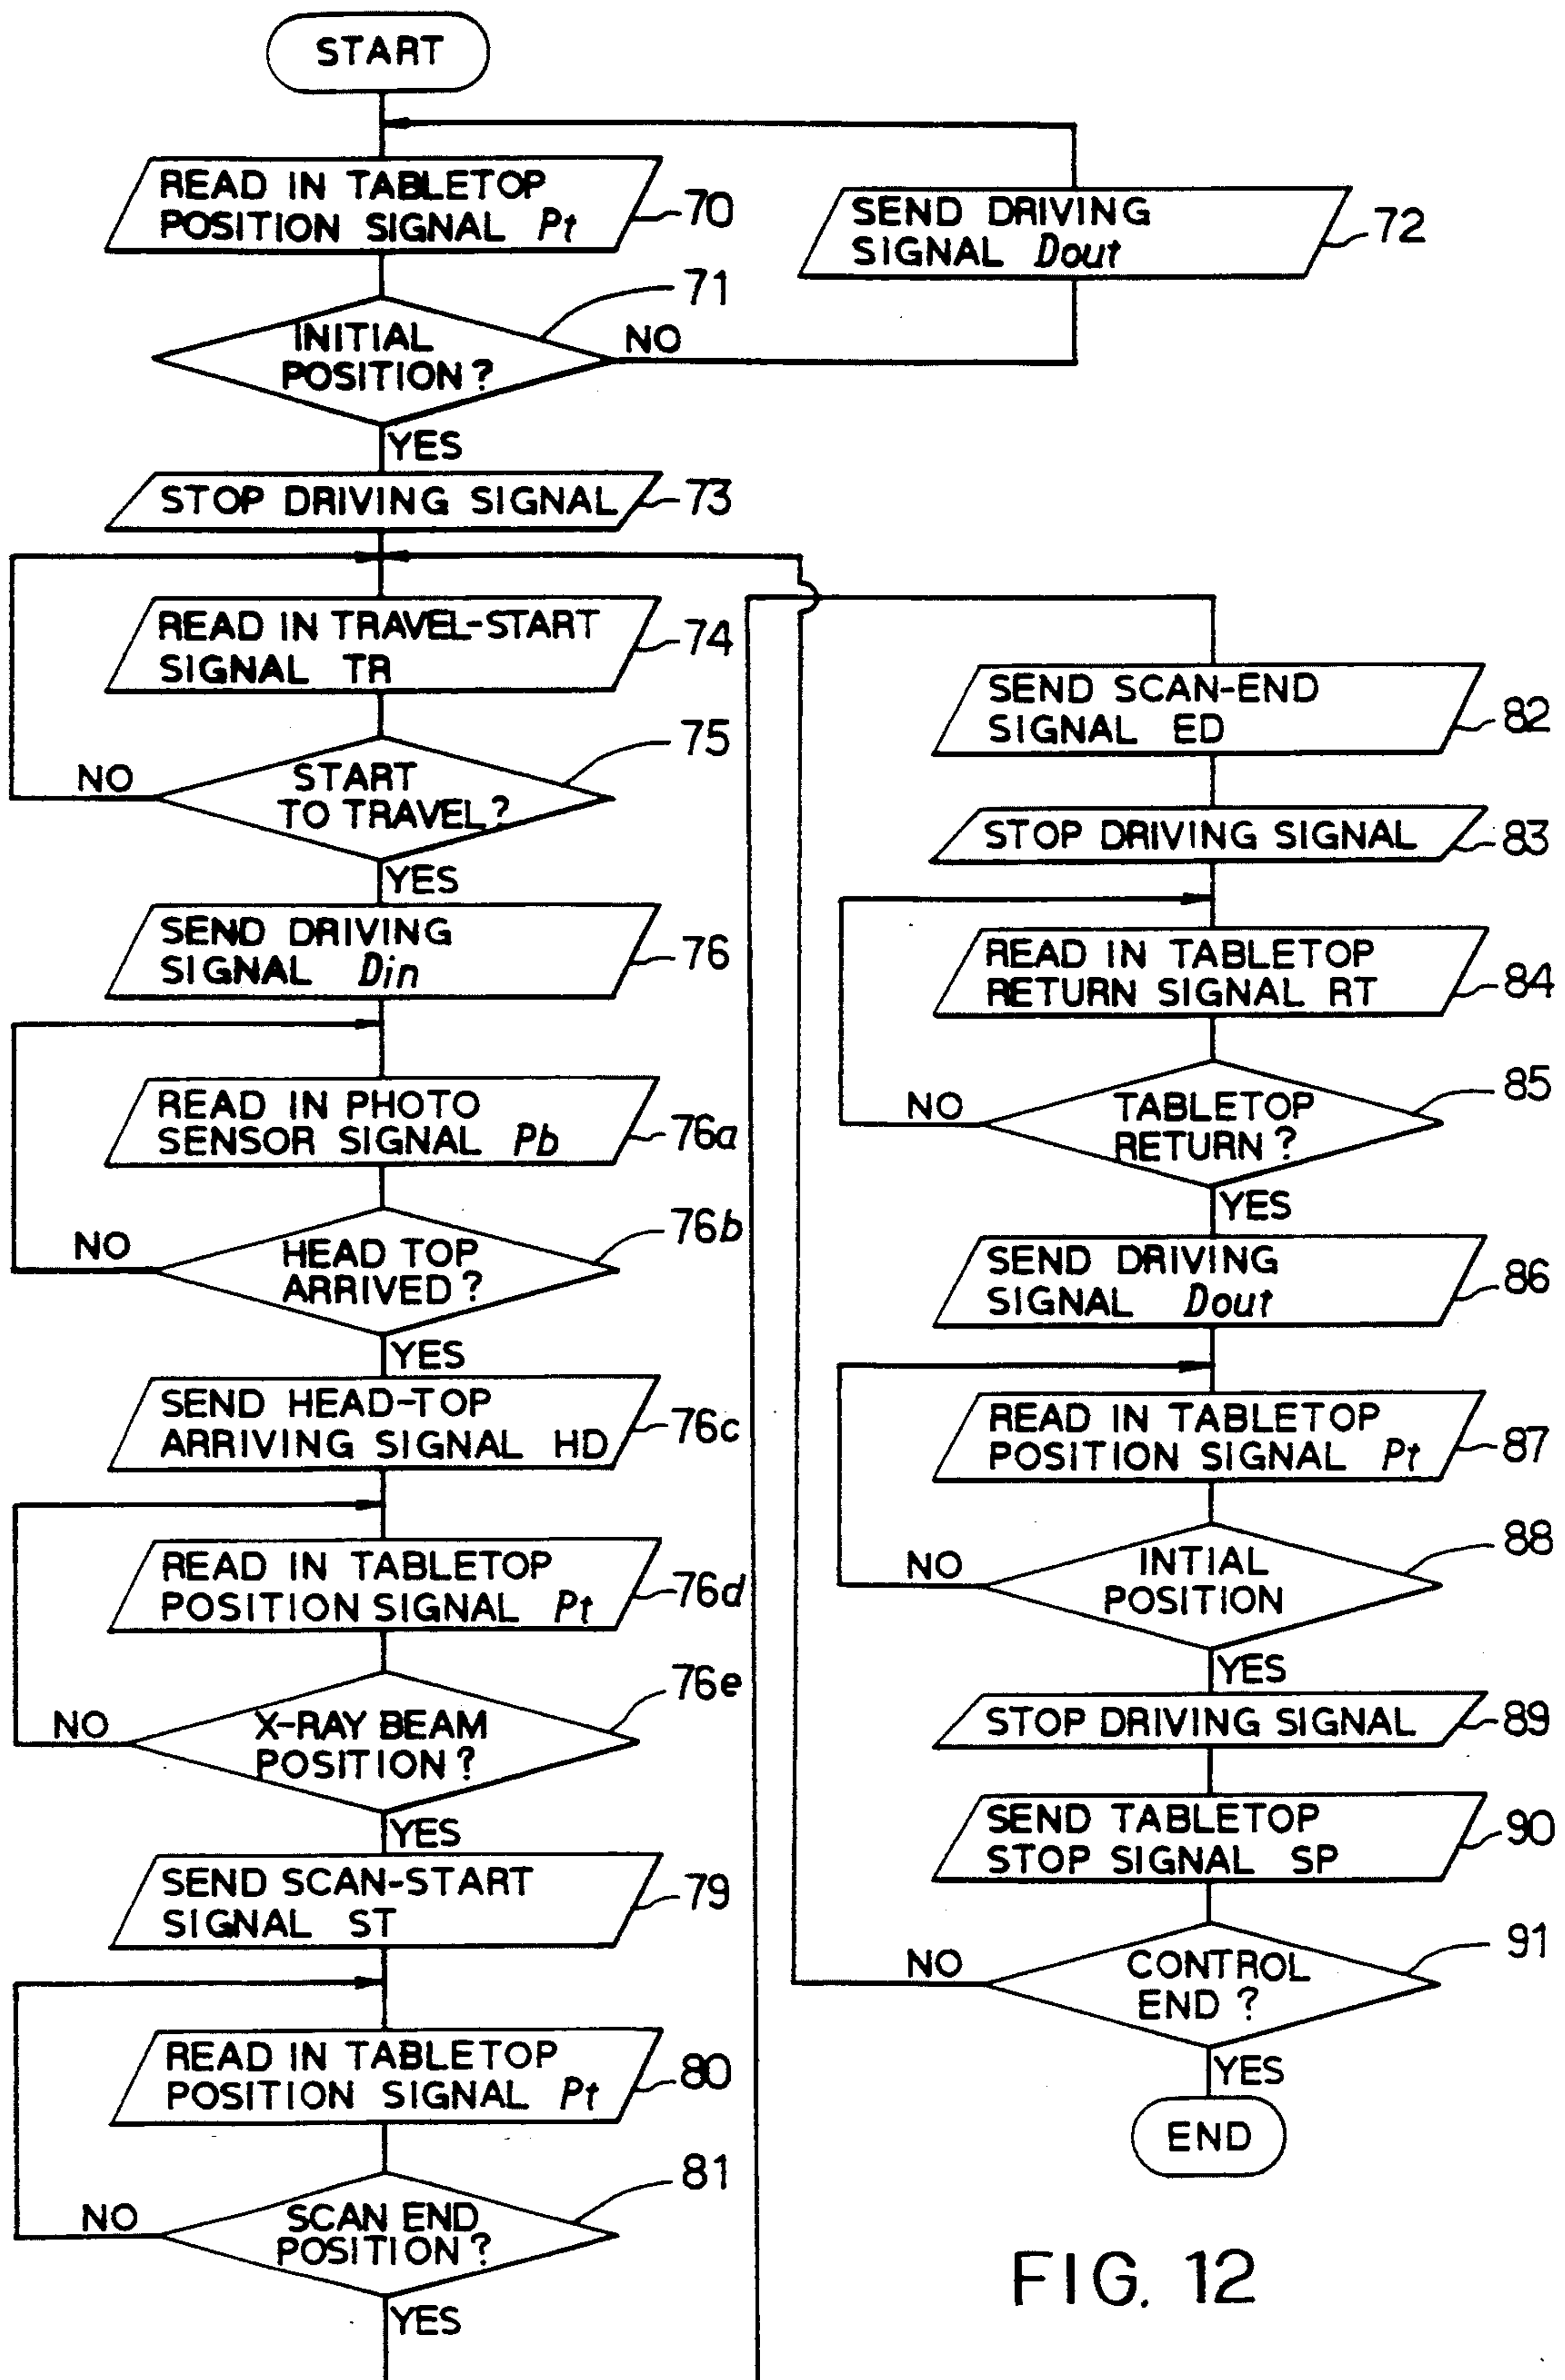 START
READ IN TABLETOP
POSITION SIGNAL Pt
70
SEND DRIVING
SIGNAL Dout
72
71
INITIAL
POSITION?
NO
YES
STOP DRIVING SIGNAL
73
READ IN TRAVEL-START
SIGNAL TR
74
75
START
TO TRAVEL?
NO
YES
SEND DRIVING
SIGNAL Din
76
READ IN PHOTO
SENSOR SIGNAL Pb
76a
76b
HEAD TOP
ARRIVED?
NO
YES
SEND HEAD-TOP
ARRIVING SIGNAL HD
76c
READ IN TABLETOP
POSITION SIGNAL Pt
76d
76e
X-RAY BEAM
POSITION?
NO
YES
SEND SCAN-START
SIGNAL ST
79
READ IN TABLETOP
POSITION SIGNAL Pt
80
81
SCAN END
POSITION?
NO
YES
SEND SCAN-END
SIGNAL ED
82
STOP DRIVING SIGNAL
83
READ IN TABLETOP
RETURN SIGNAL RT
84
85
TABLETOP
RETURN?
NO
YES
SEND DRIVING
SIGNAL Dout
86
READ IN TABLETOP
POSITION SIGNAL Pt
87
88
INTIAL
POSITION
NO
YES
STOP DRIVING SIGNAL
89
SEND TABLETOP
STOP SIGNAL SP
90
91
CONTROL
END?
NO
YES
END
FIG. 12